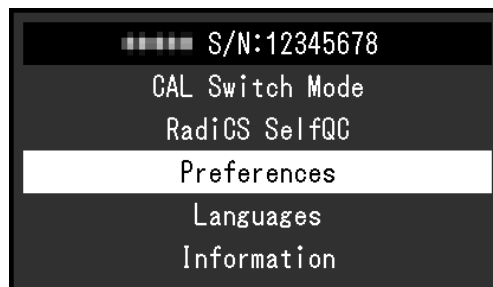 S/N:12345678
CAL Switch Mode
RadiCS SelfQC
Preferences
Languages
Information